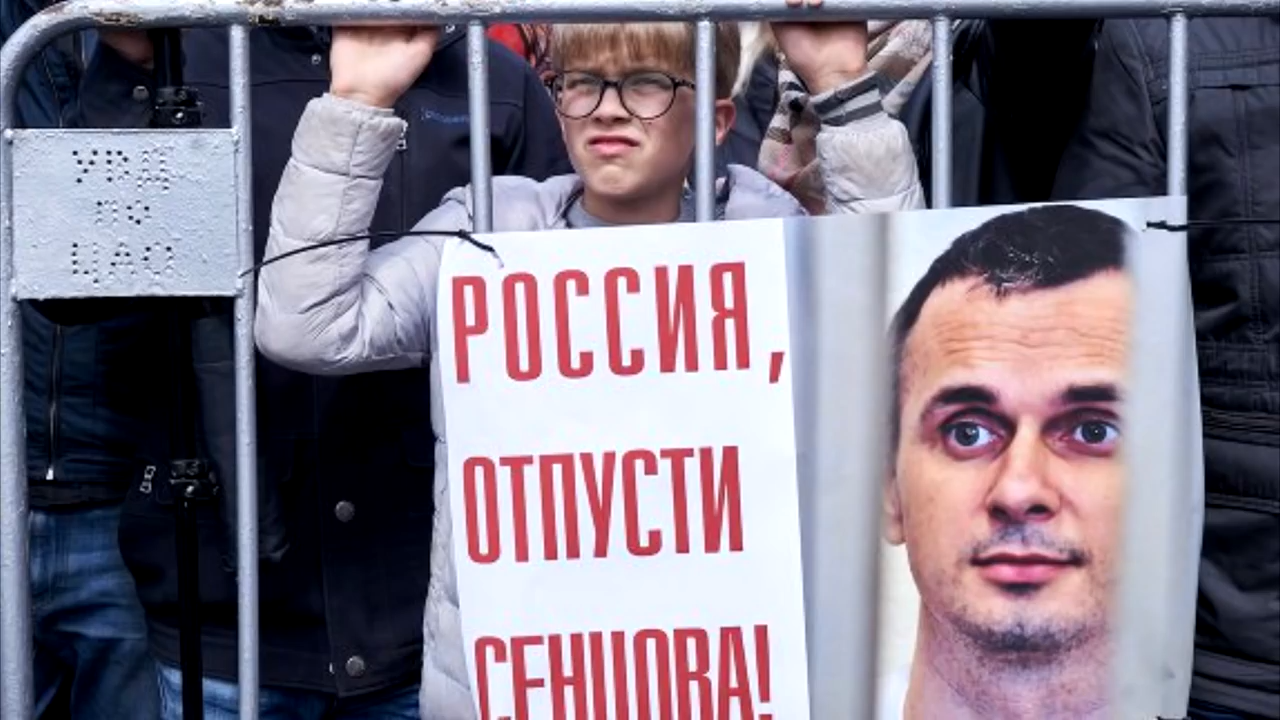 УВД
по
ЦАО
РОССИЯ,
ОТПУСТИ
СЕНЦОВА!